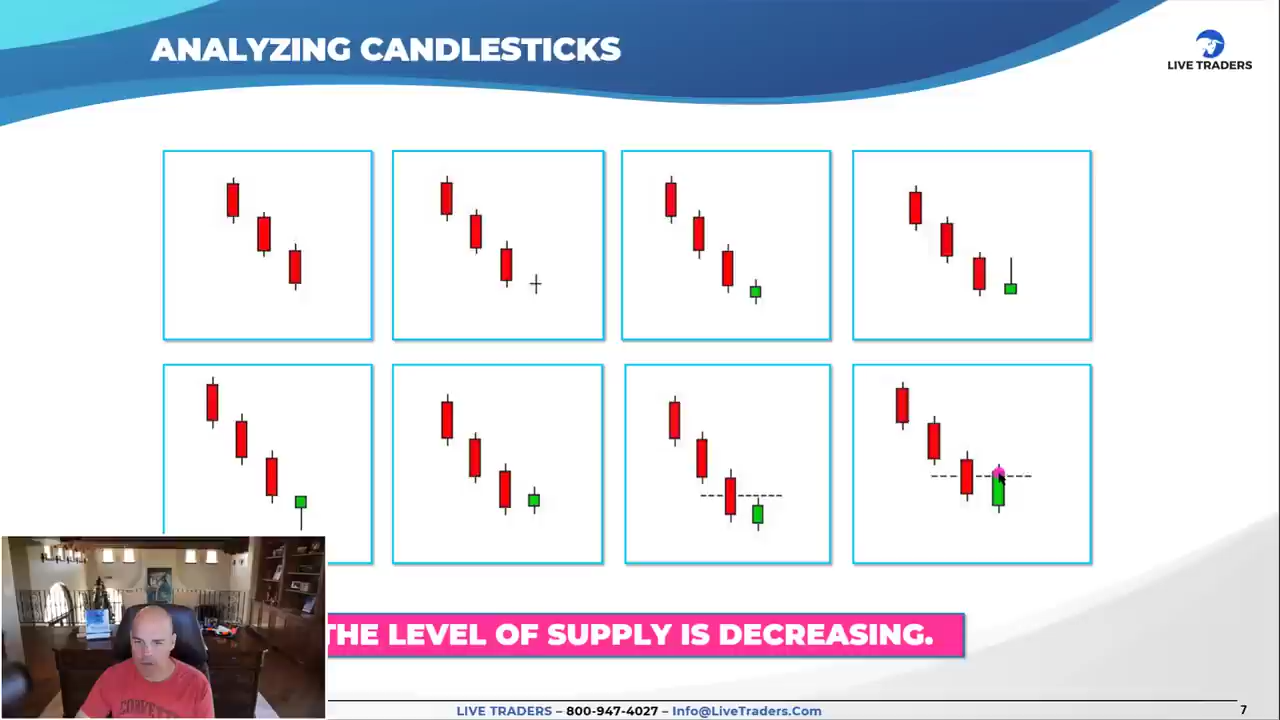 ANALYZING CANDLESTICKS
LIVE TRADERS
THE LEVEL OF SUPPLY IS DECREASING.
LIVE TRADERS – 800-947-4027 – Info@LiveTraders.Com
7